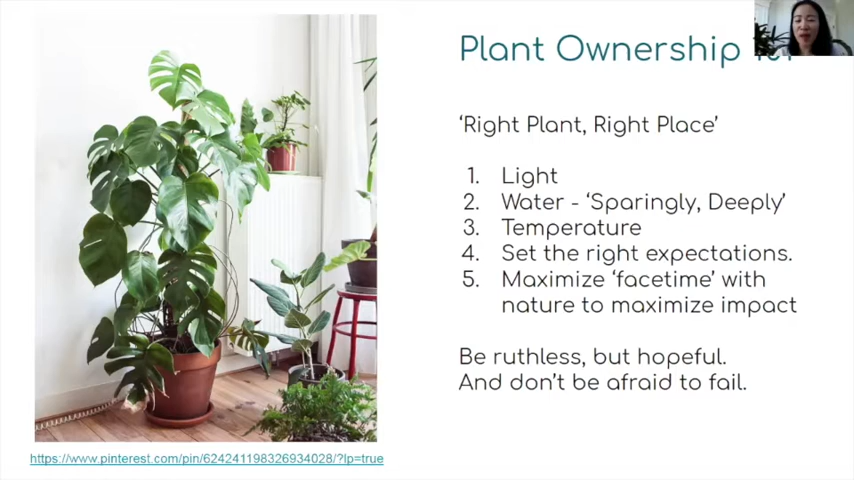 Plant Ownership
'Right Plant, Right Place'
1. Light
2. Water - 'Sparingly, Deeply'
3. Temperature
4. Set the right expectations.
5. Maximize 'facetime' with
nature to maximize impact
Be ruthless, but hopeful.
And don't be afraid to fail.
https://www.pinterest.com/pin/624241198326934028/?lp=true